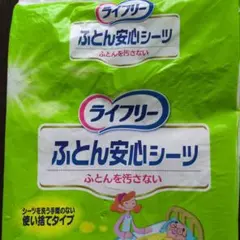 ライフリー
ふとん安心シーツ
ふとんを汚さない
ライフリー
ふとん安心シーツ
ふとんを汚さない
シーツを洗う手間のない
使い捨てタイプ